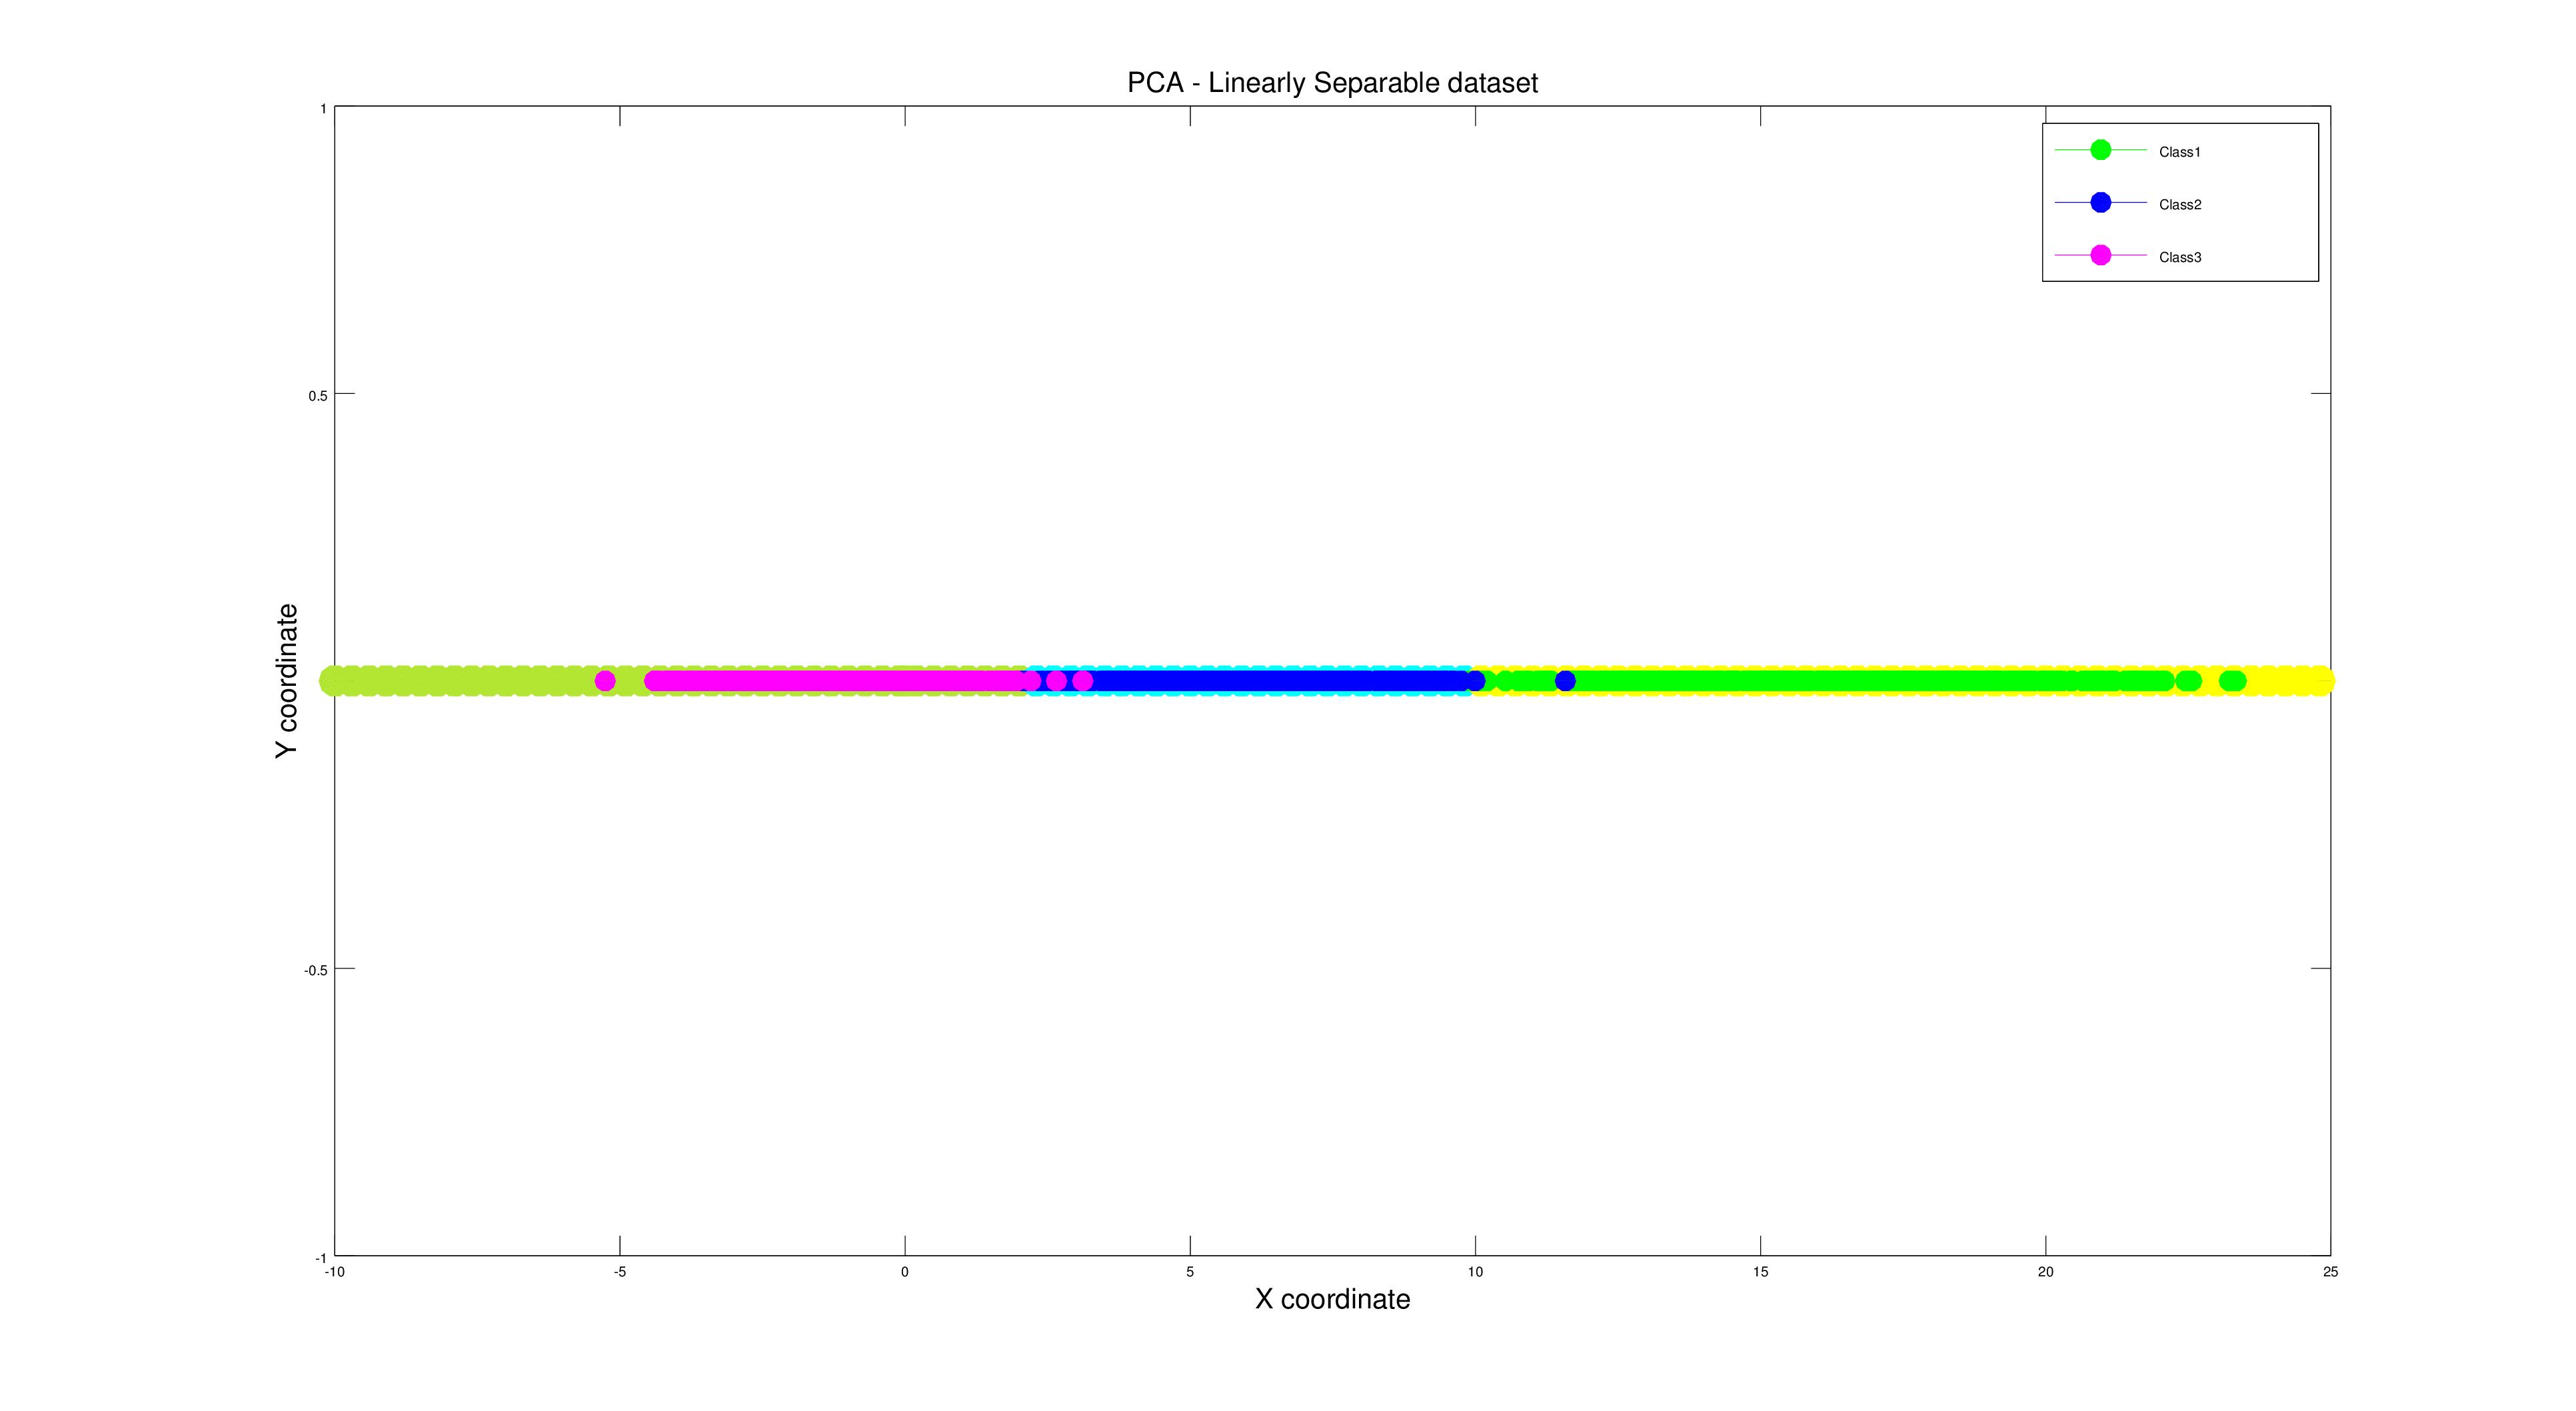 PCA - Linearly Separable dataset
1
0.5
-0.5
-1
Y coordinate
Class1
Class2
Class3
-10 -5 0 5 10 15 20 25
X coordinate